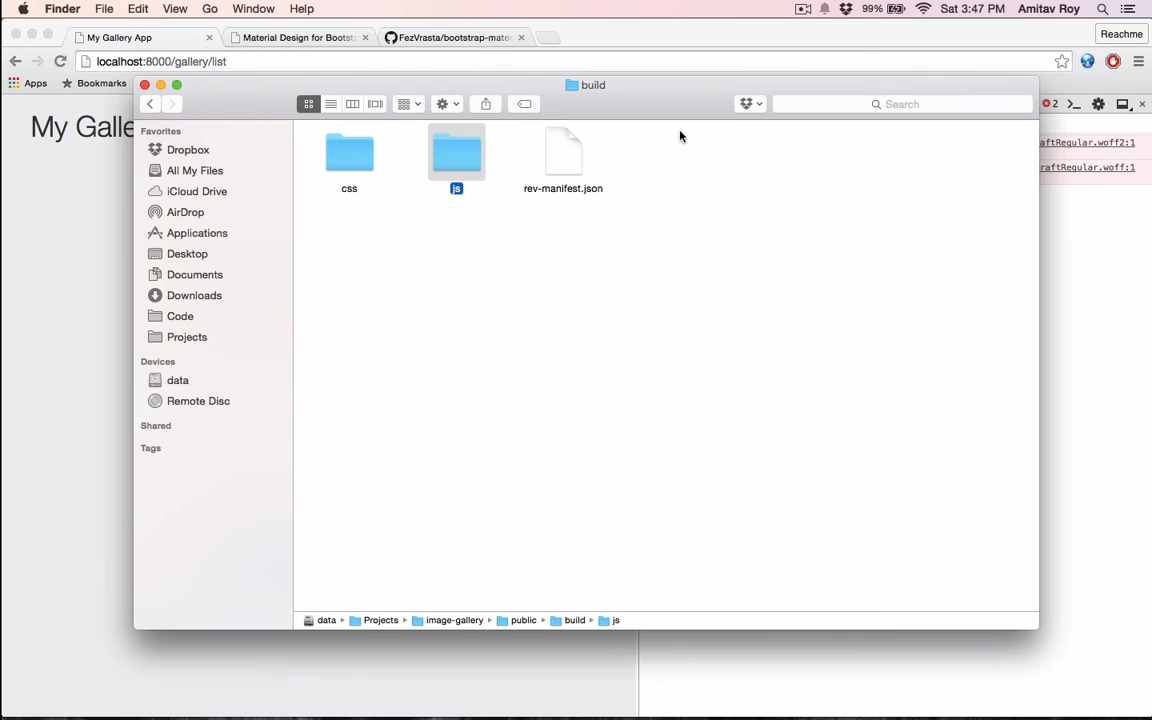 Finder File Edit View Go Window Help 99% Sat 3:47 PM Amitav Roy
My Gallery App Material Design for Bootst FezVrasta/bootstrap-mate Reachme
localhost:8000/gallery/list
Apps Bookmarks build
Search 2
My Galle
Favorites
Dropbox
All My Files
iCloud Drive
AirDrop
Applications
Desktop
Documents
Downloads
Code
Projects
Devices
data
Remote Disc
Shared
Tags
css js rev-manifest.json
data Projects image-gallery public build js
raftRegular.woff2:1
raftRegular.woff:1